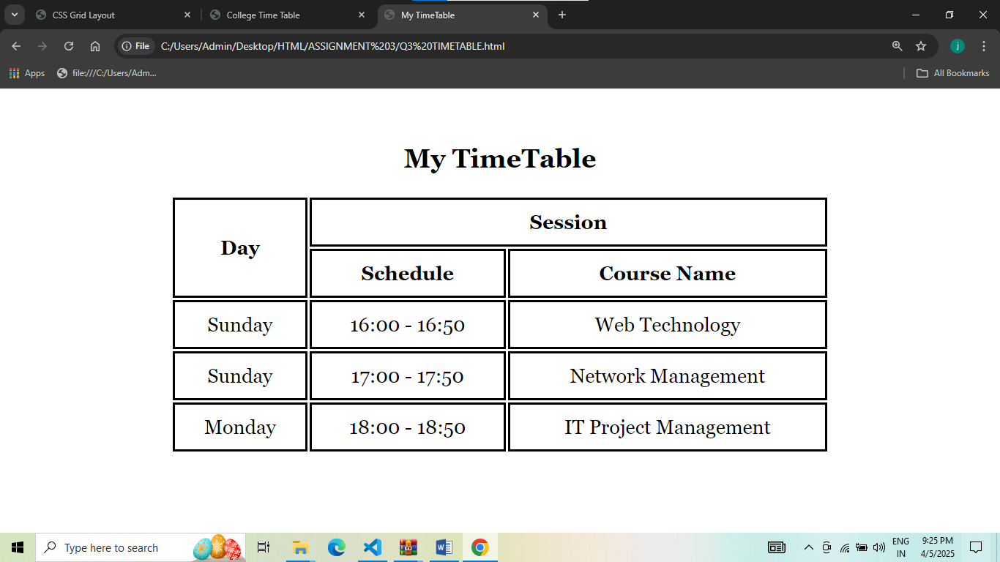 CSS Grid Layout
College Time Table
My TimeTable
File
C:/Users/Admin/Desktop/HTML/ASSIGNMENT%203/Q3%20TIMETABLE.html
j
Apps
file:///C:/Users/Adm...
All Bookmarks
My TimeTable
Day
Session
Schedule
Course Name
Sunday
16:00 - 16:50
Web Technology
Sunday
17:00 - 17:50
Network Management
Monday
18:00 - 18:50
IT Project Management
Type here to search
ENG
IN
9:25 PM
4/5/2025